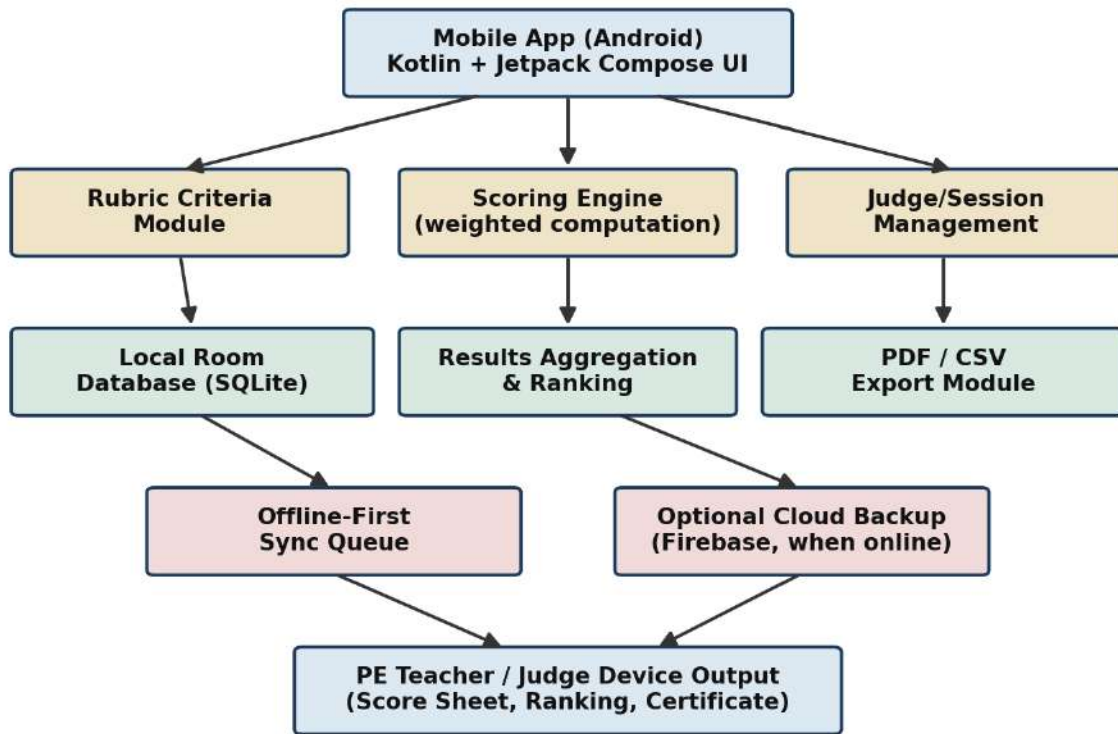 Mobile App (Android)
Kotlin + Jetpack Compose UI
Rubric Criteria
Module
Scoring Engine
(weighted computation)
Judge/Session
Management
Local Room
Database (SQLite)
Results Aggregation
& Ranking
PDF / CSV
Export Module
Offline-First
Sync Queue
Optional Cloud Backup
(Firebase, when online)
PE Teacher / Judge Device Output
(Score Sheet, Ranking, Certificate)